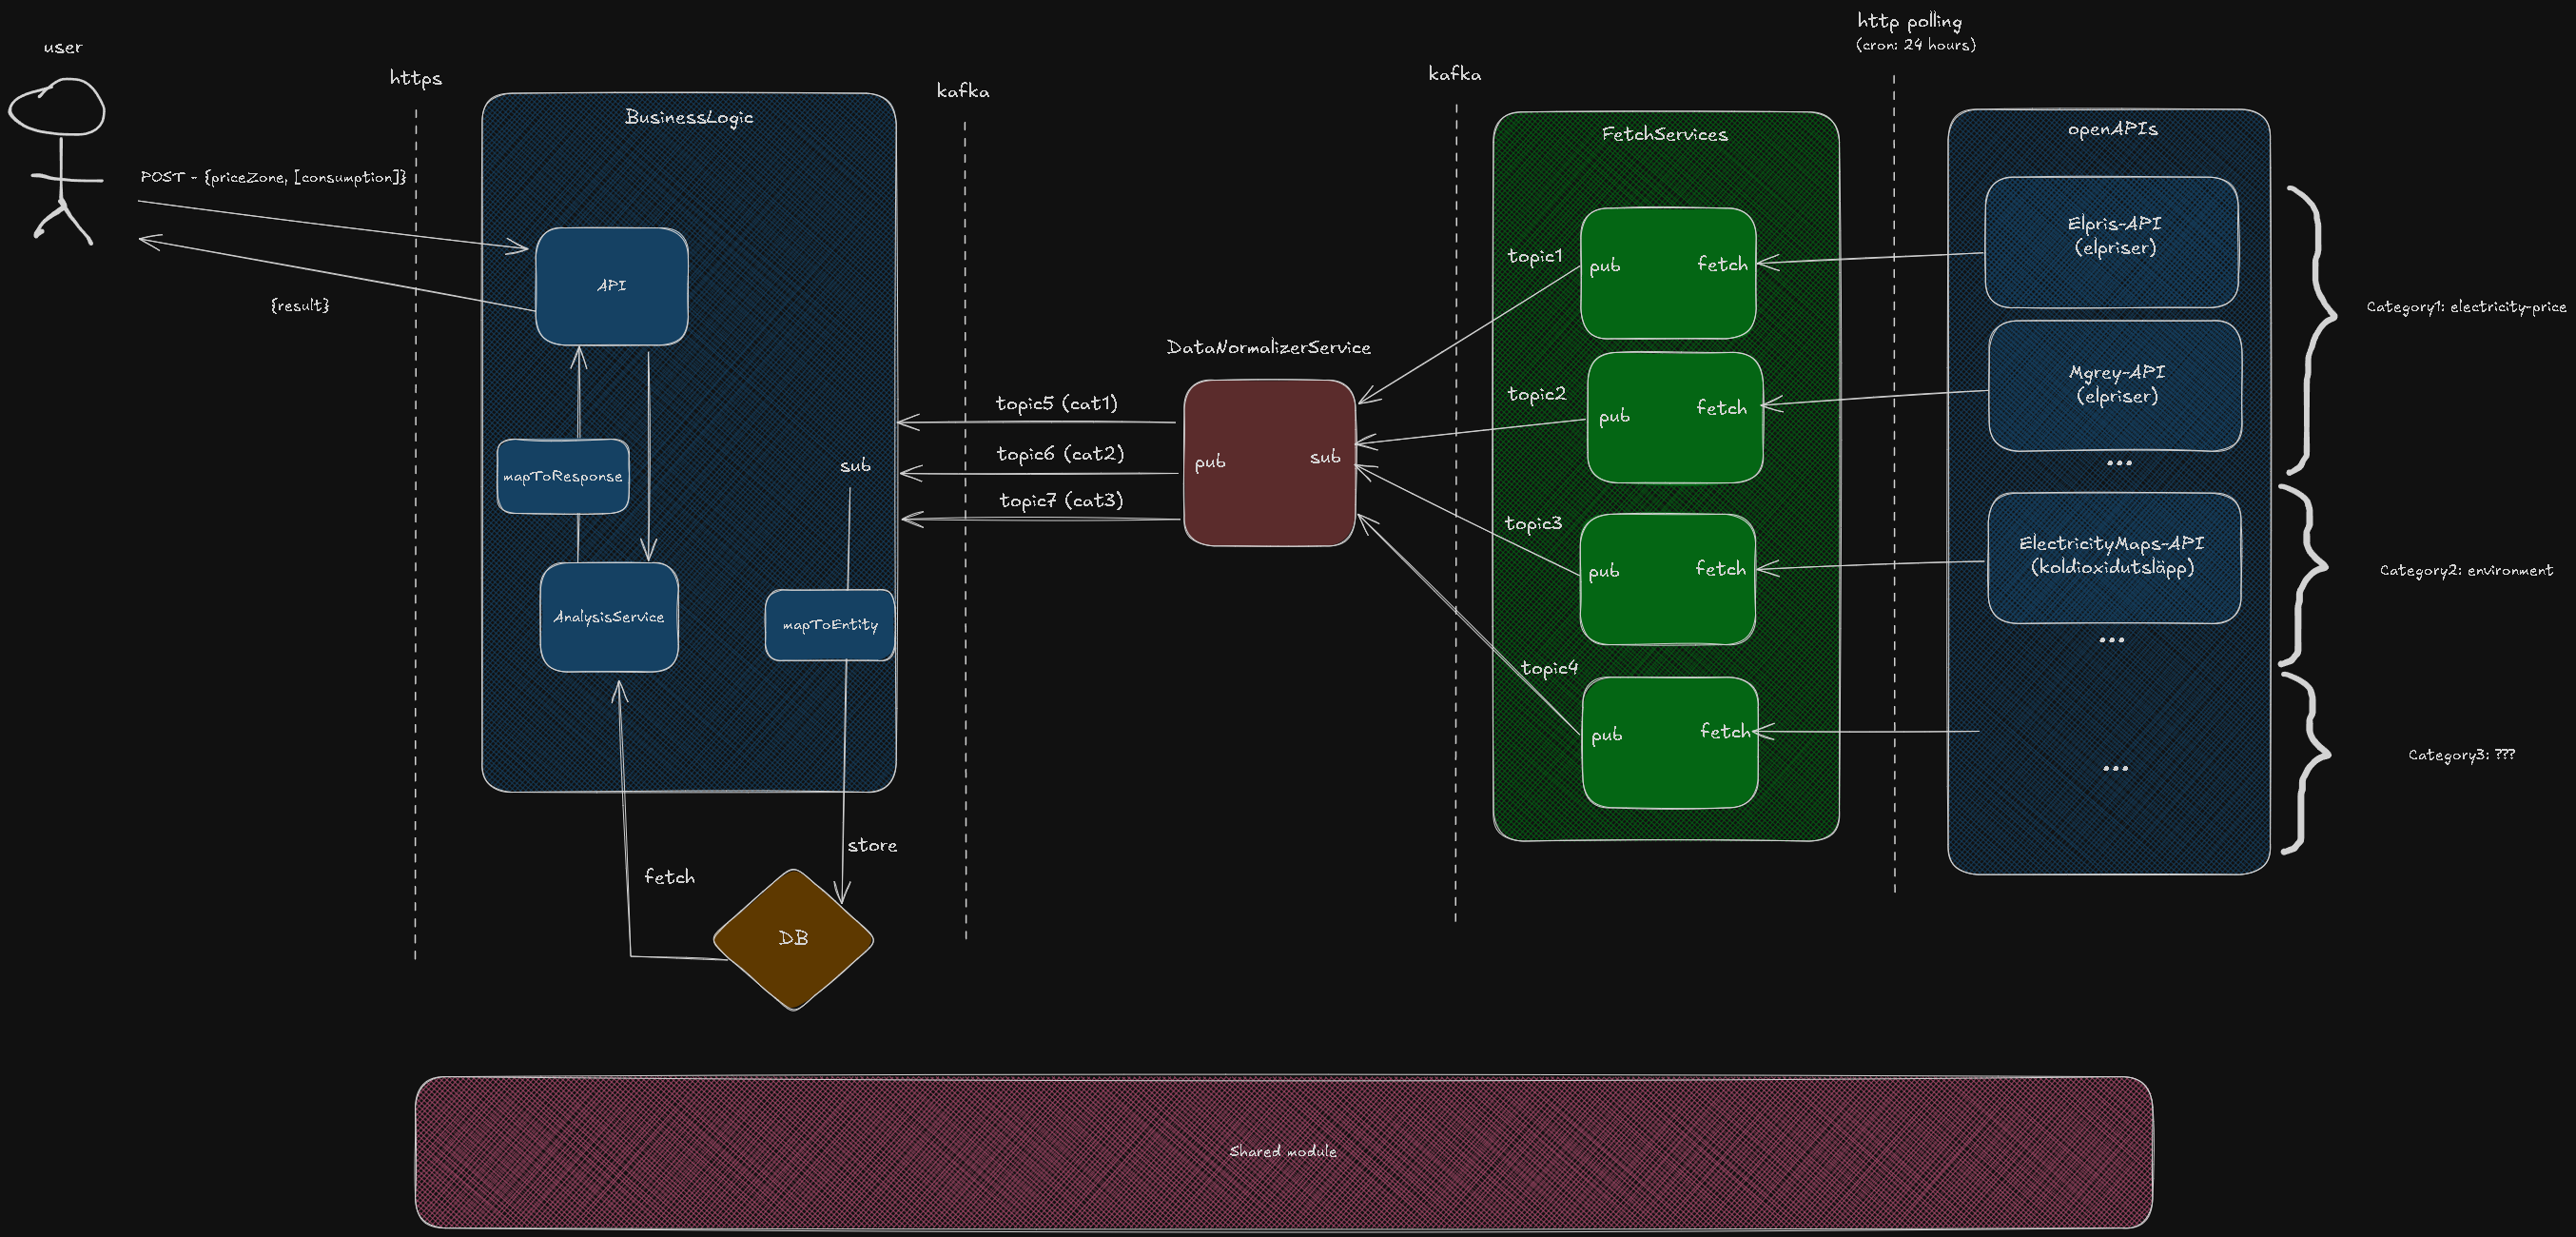 user
https
POST - {priceZone, [consumption]}
{result}
BusinessLogic
API
mapToResponse
AnalysisService
sub
mapToEntity
store
fetch
DB
kafka
topic5 (cat1)
topic6 (cat2)
topic7 (cat3)
DataNormalizerService
pub
sub
kafka
FetchServices
topic1
pub
fetch
topic2
pub
fetch
topic3
pub
fetch
topic4
pub
fetch
http polling
(cron: 24 hours)
openAPIs
Elpris-API
(elpriser)
Mgrey-API
(elpriser)
...
ElectricityMaps-API
(koldioxidutsläpp)
...
...
Category1: electricity-price
Category2: environment
Category3: ???
Shared module